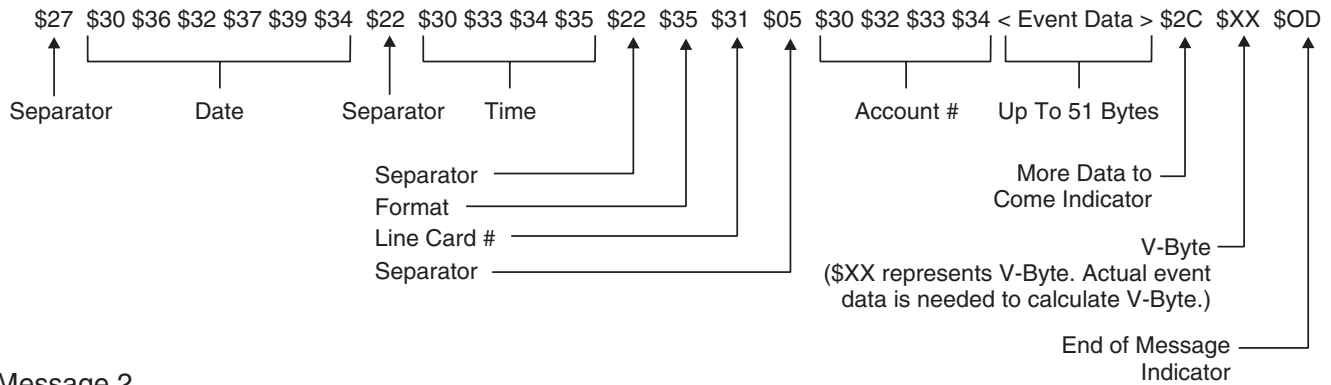 $27 $30 $36 $32 $37 $39 $34 $22 $30 $33 $34 $35 $22 $35 $31 $05 $30 $32 $33 $34 < Event Data > $2C $XX $OD
Separator Date Separator Time Account # Up To 51 Bytes
Separator
Format
Line Card #
Separator
More Data to
Come Indicator
V-Byte
($XX represents V-Byte. Actual event
data is needed to calculate V-Byte.)
End of Message
Indicator
Message 2